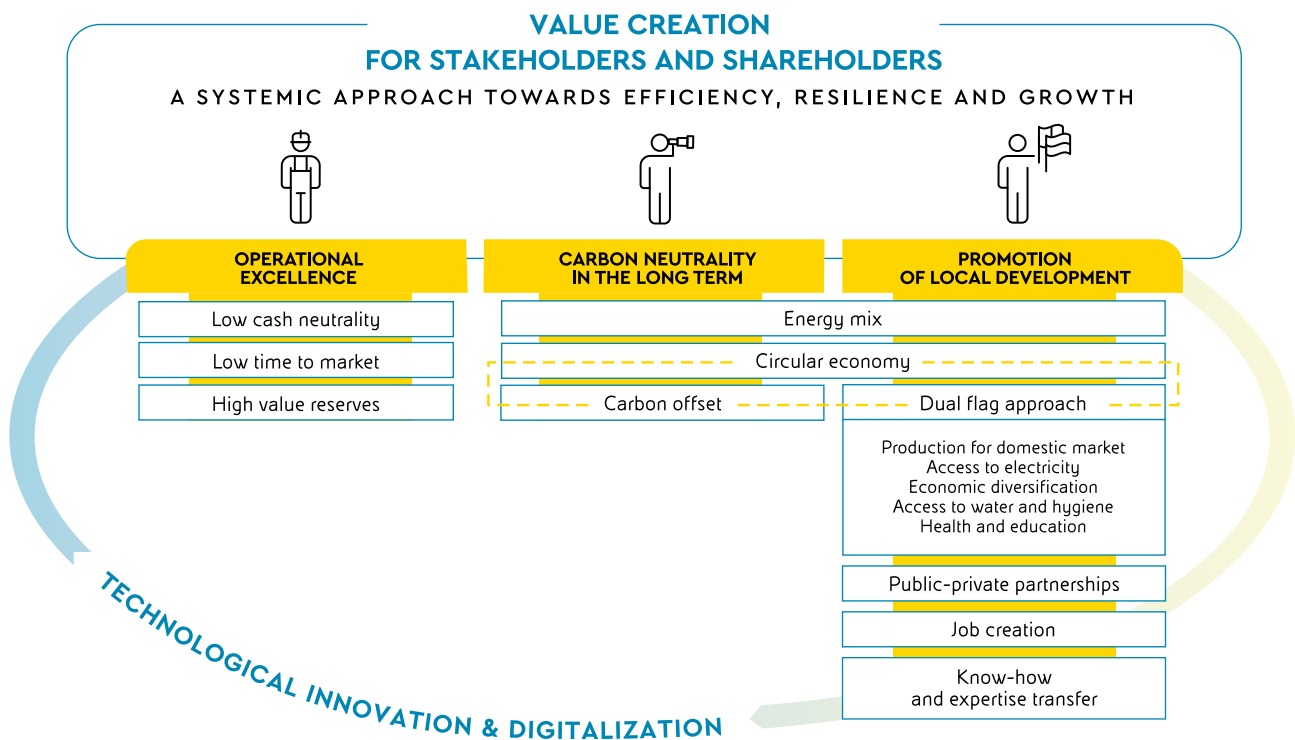 VALUE CREATION
FOR STAKEHOLDERS AND SHAREHOLDERS
A SYSTEMIC APPROACH TOWARDS EFFICIENCY, RESILIENCE AND GROWTH
OPERATIONAL
EXCELLENCE
Low cash neutrality
Low time to market
High value reserves
CARBON NEUTRALITY
IN THE LONG TERM
PROMOTION
OF LOCAL DEVELOPMENT
Energy mix
Circular economy
Carbon offset
Dual flag approach
Production for domestic market
Access to electricity
Economic diversification
Access to water and hygiene
Health and education
Public-private partnerships
Job creation
Know-how
and expertise transfer
TECHNOLOGICAL INNOVATION & DIGITALIZATION